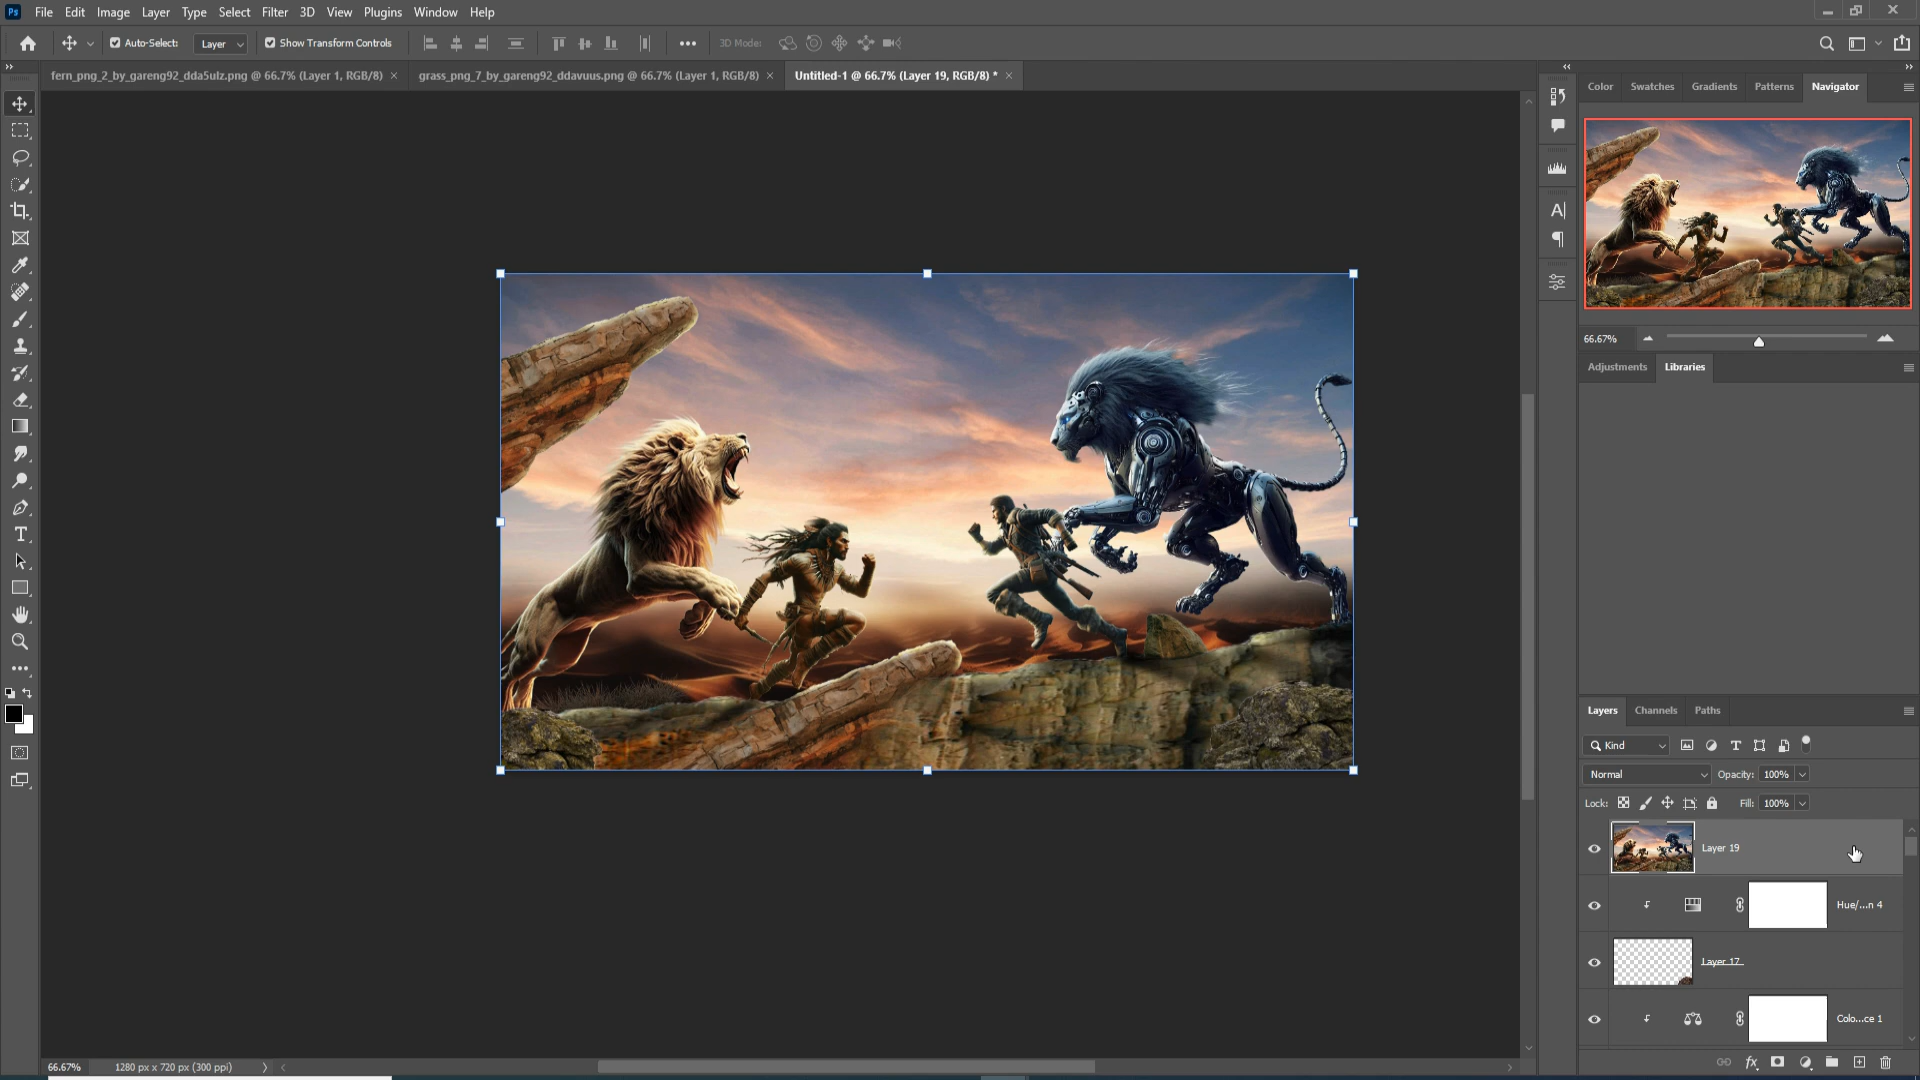 Ps File Edit Image Layer Type Select Filter 3D View Plugins Window Help
Auto-Select: Layer Show Transform Controls 3D Mode:
fern_png_2_by_gareng92_dda5ulz.png @ 66.7% (Layer 1, RGB/8) × grass_png_7_by_gareng92_ddavuus.png @ 66.7% (Layer 1, RGB/8) × Untitled-1 @ 66.7% (Layer 19, RGB/8) * ×
Color Swatches Gradients Patterns Navigator
66.67%
Adjustments Libraries
Layers Channels Paths
Kind
Normal Opacity: 100%
Lock: Fill: 100%
Layer 19
Hue/...n 4
Layer 17
Colo...ce 1
66.67% 1280 px x 720 px (300 ppi)